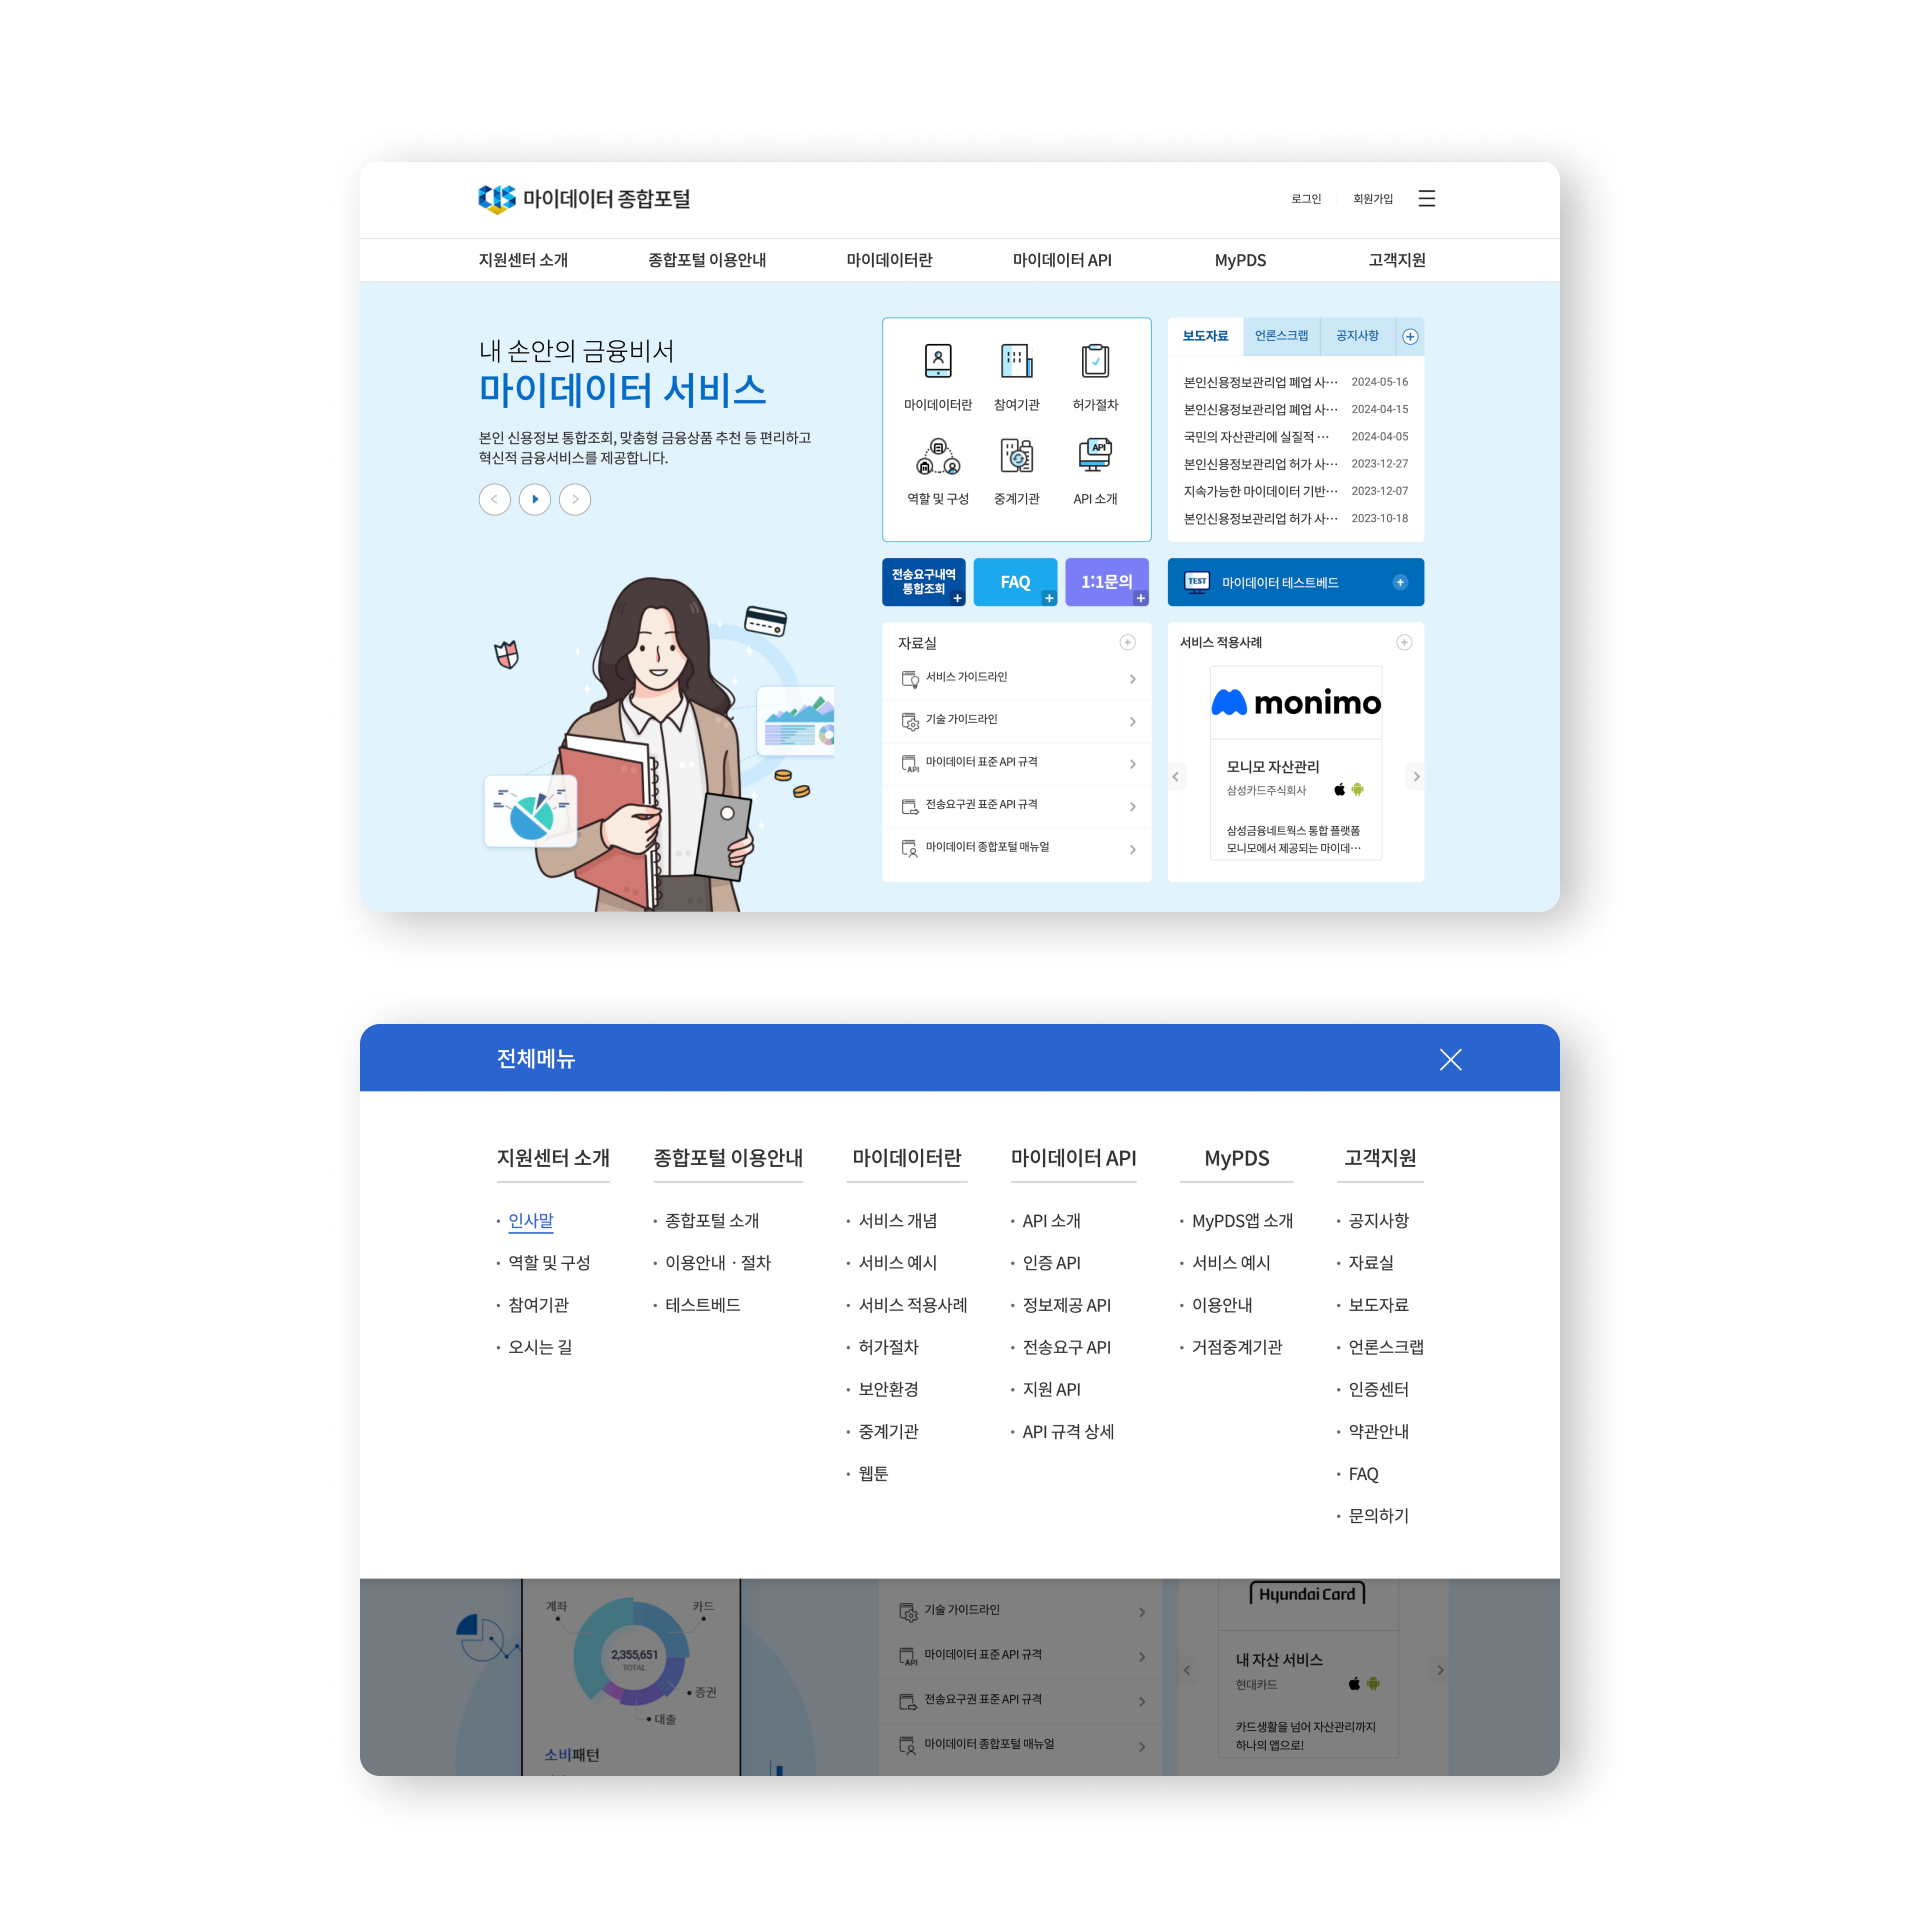 CIS 마이데이터 종합포털
로그인
회원가입
지원센터 소개
종합포털 이용안내
마이데이터란
마이데이터 API
MyPDS
고객지원
내 손안의 금융비서
마이데이터 서비스
본인 신용정보 통합조회, 맞춤형 금융상품 추천 등 편리하고
혁신적 금융서비스를 제공합니다.
마이데이터란
참여기관
허가절차
API
역할 및 구성
중계기관
API 소개
보도자료
언론스크랩
공지사항
본인신용정보관리업 폐업 사··· 2024-05-16
본인신용정보관리업 폐업 사··· 2024-04-15
국민의 자산관리에 실질적 ··· 2024-04-05
본인신용정보관리업 허가 사··· 2023-12-27
지속가능한 마이데이터 기반··· 2023-12-07
본인신용정보관리업 허가 사··· 2023-10-18
전송요구내역
통합조회
FAQ
1:1문의
TEST
마이데이터 테스트베드
자료실
서비스 가이드라인
기술 가이드라인
API
마이데이터 표준 API 규격
전송요구권 표준 API 규격
마이데이터 종합포털 매뉴얼
서비스 적용사례
monimo
모니모 자산관리
삼성카드주식회사
삼성금융네트웍스 통합 플랫폼
모니모에서 제공되는 마이데···
전체메뉴
지원센터 소개
· 인사말
· 역할 및 구성
· 참여기관
· 오시는 길
종합포털 이용안내
· 종합포털 소개
· 이용안내 · 절차
· 테스트베드
마이데이터란
· 서비스 개념
· 서비스 예시
· 서비스 적용사례
· 허가절차
· 보안환경
· 중계기관
· 웹툰
마이데이터 API
· API 소개
· 인증 API
· 정보제공 API
· 전송요구 API
· 지원 API
· API 규격 상세
MyPDS
· MyPDS앱 소개
· 서비스 예시
· 이용안내
· 거점중계기관
고객지원
· 공지사항
· 자료실
· 보도자료
· 언론스크랩
· 인증센터
· 약관안내
· FAQ
· 문의하기
계좌
카드
2,355,651
TOTAL
증권
대출
소비패턴
기술 가이드라인
API
마이데이터 표준 API 규격
전송요구권 표준 API 규격
마이데이터 종합포털 매뉴얼
Hyundai Card
내 자산 서비스
현대카드
카드생활을 넘어 자산관리까지
하나의 앱으로!